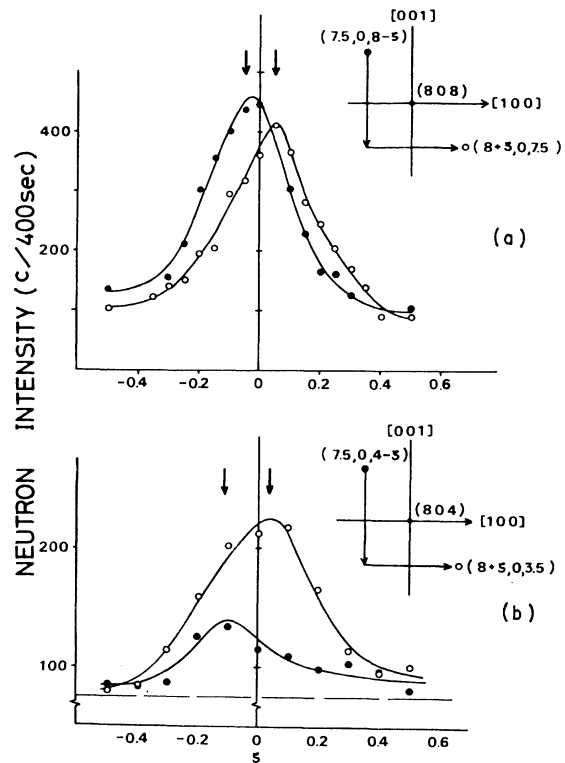 [001]
(7.5,0,8-ζ)
(808)
[100]
(8+ζ,0,7.5)
400
200
(a)
-0.4
-0.2
0
0.2
0.4
0.6
NEUTRON INTENSITY (c/400sec)
[001]
(7.5,0,4-ζ)
(804)
[100]
(8+ζ,0,3.5)
200
100
(b)
-0.4
-0.2
0
0.2
0.4
0.6
ζ